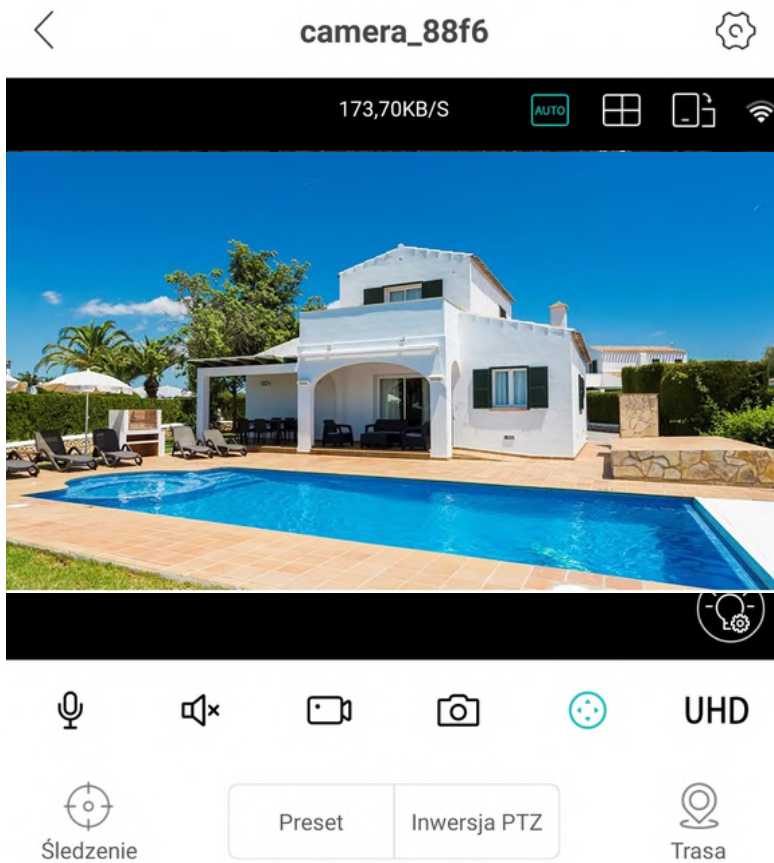 camera_88f6
173,70KB/S
AUTO
UHD
Preset
Inwersja PTZ
Śledzenie
Trasa